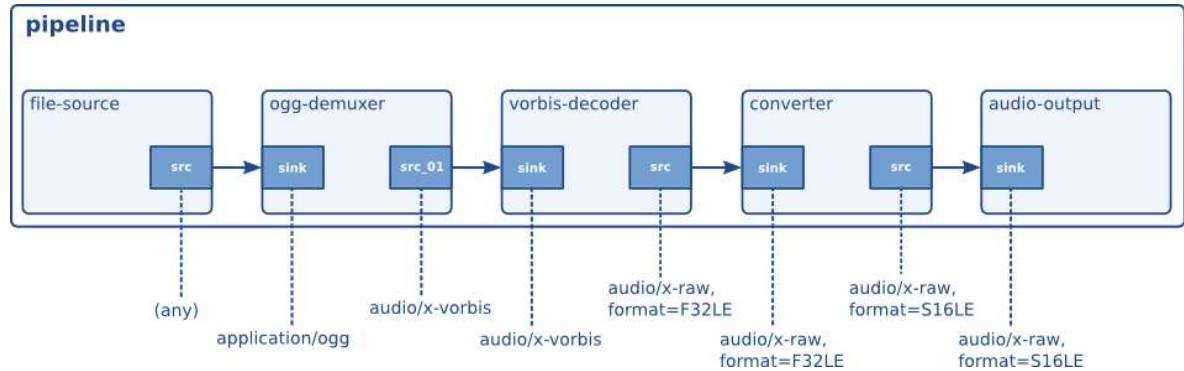 pipeline
file-source
ogg-demuxer
vorbis-decoder
converter
audio-output
src
sink
src_01
sink
src
sink
src
sink
(any)
application/ogg
audio/x-vorbis
audio/x-vorbis
audio/x-raw,
format=F32LE
audio/x-raw,
format=F32LE
audio/x-raw,
format=S16LE
audio/x-raw,
format=S16LE